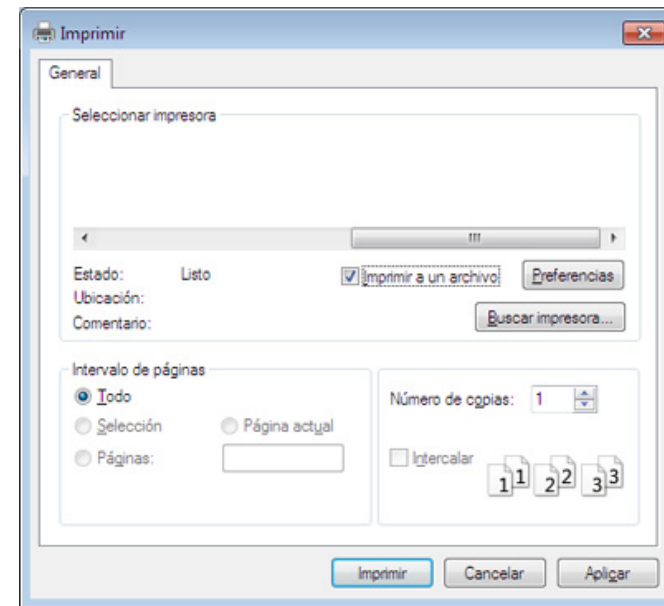 Imprimir
General
Seleccionar impresora
Estado: Listo
Imprimir a un archivo
Preferencias
Ubicación:
Comentario:
Buscar impresora...
Intervalo de páginas
Todo
Selección
Página actual
Páginas:
Número de copias: 1
Intercalar
1 1 2 2 3 3
Imprimir Cancelar Aplicar